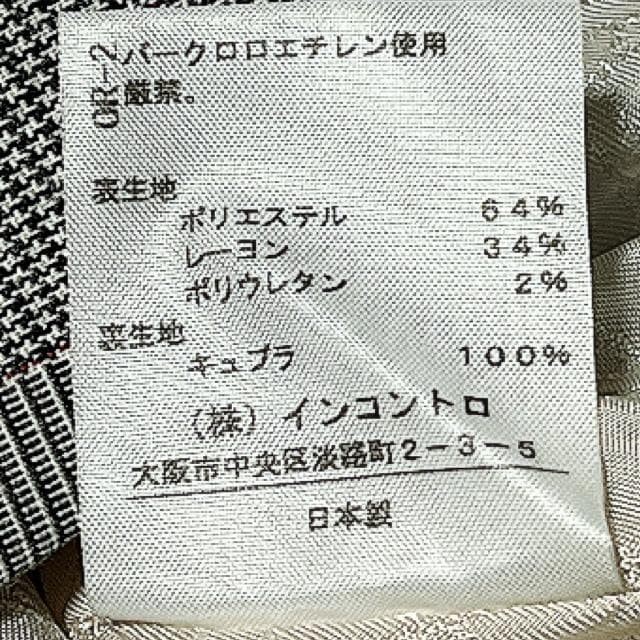 OR-2
パークロロエチレン使用
厳禁。
表生地
ポリエステル 64%
レーヨン 34%
ポリウレタン 2%
裏生地
キュプラ 100%
(株) インコントロ
大阪市中央区淡路町2-3-5
日本製